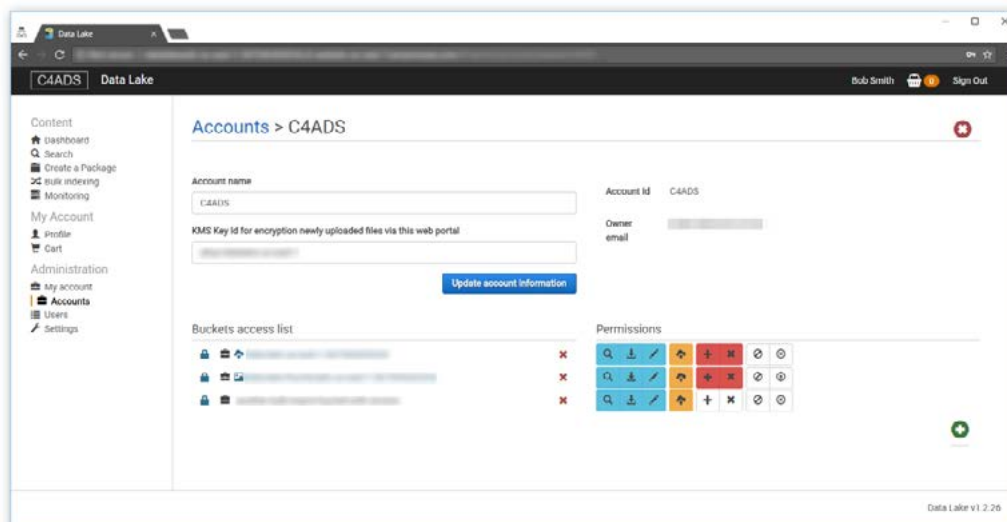 Data Lake
C4ADS Data Lake
Bob Smith 0 Sign Out
Content
Dashboard
Search
Create a Package
Bulk indexing
Monitoring
My Account
Profile
Cart
Administration
My account
Accounts
Users
Settings
Accounts > C4ADS
Account name
C4ADS
KMS Key Id for encryption newly uploaded files via this web portal
Update account information
Account Id C4ADS
Owner
email
Buckets access list
Permissions
Data Lake v1.2.26